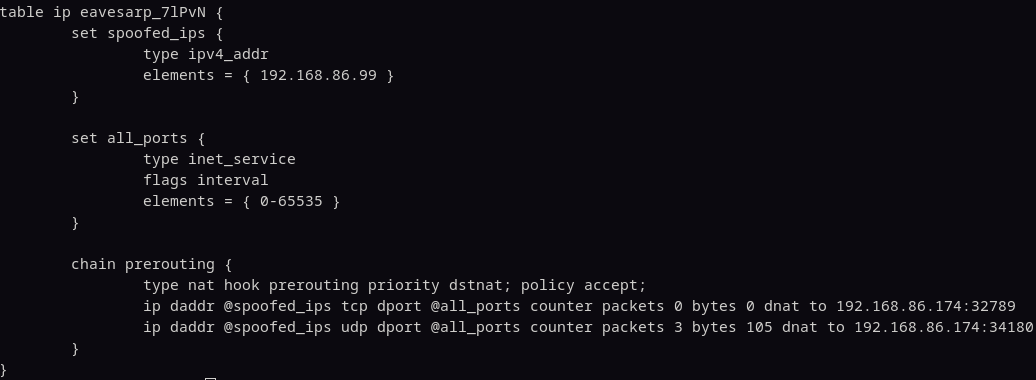 table ip eavesarp_7lPvN {
        set spoofed_ips {
                type ipv4_addr
                elements = { 192.168.86.99 }
        }

        set all_ports {
                type inet_service
                flags interval
                elements = { 0-65535 }
        }

        chain prerouting {
                type nat hook prerouting priority dstnat; policy accept;
                ip daddr @spoofed_ips tcp dport @all_ports counter packets 0 bytes 0 dnat to 192.168.86.174:32789
                ip daddr @spoofed_ips udp dport @all_ports counter packets 3 bytes 105 dnat to 192.168.86.174:34180
        }
}